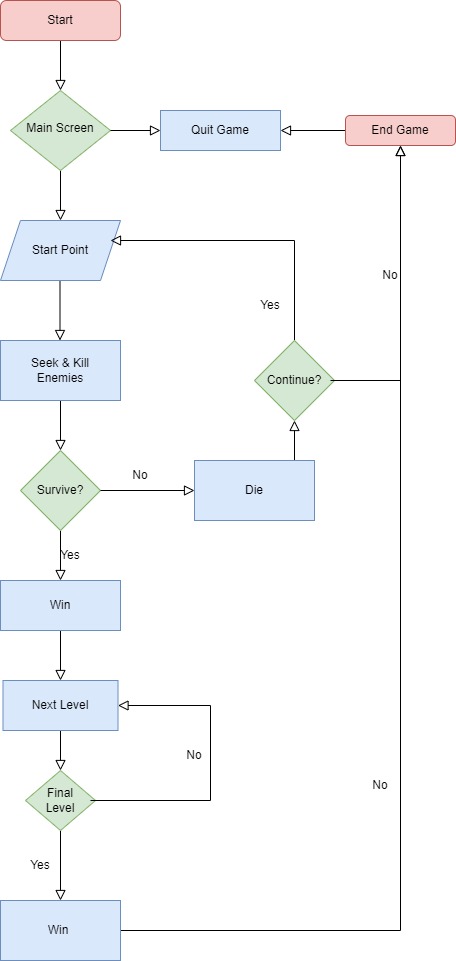 Start
Main Screen
Quit Game
End Game
Start Point
No
Yes
Seek & Kill
Enemies
Continue?
Survive?
No
Die
Yes
Win
Next Level
No
Final
Level
No
Yes
Win